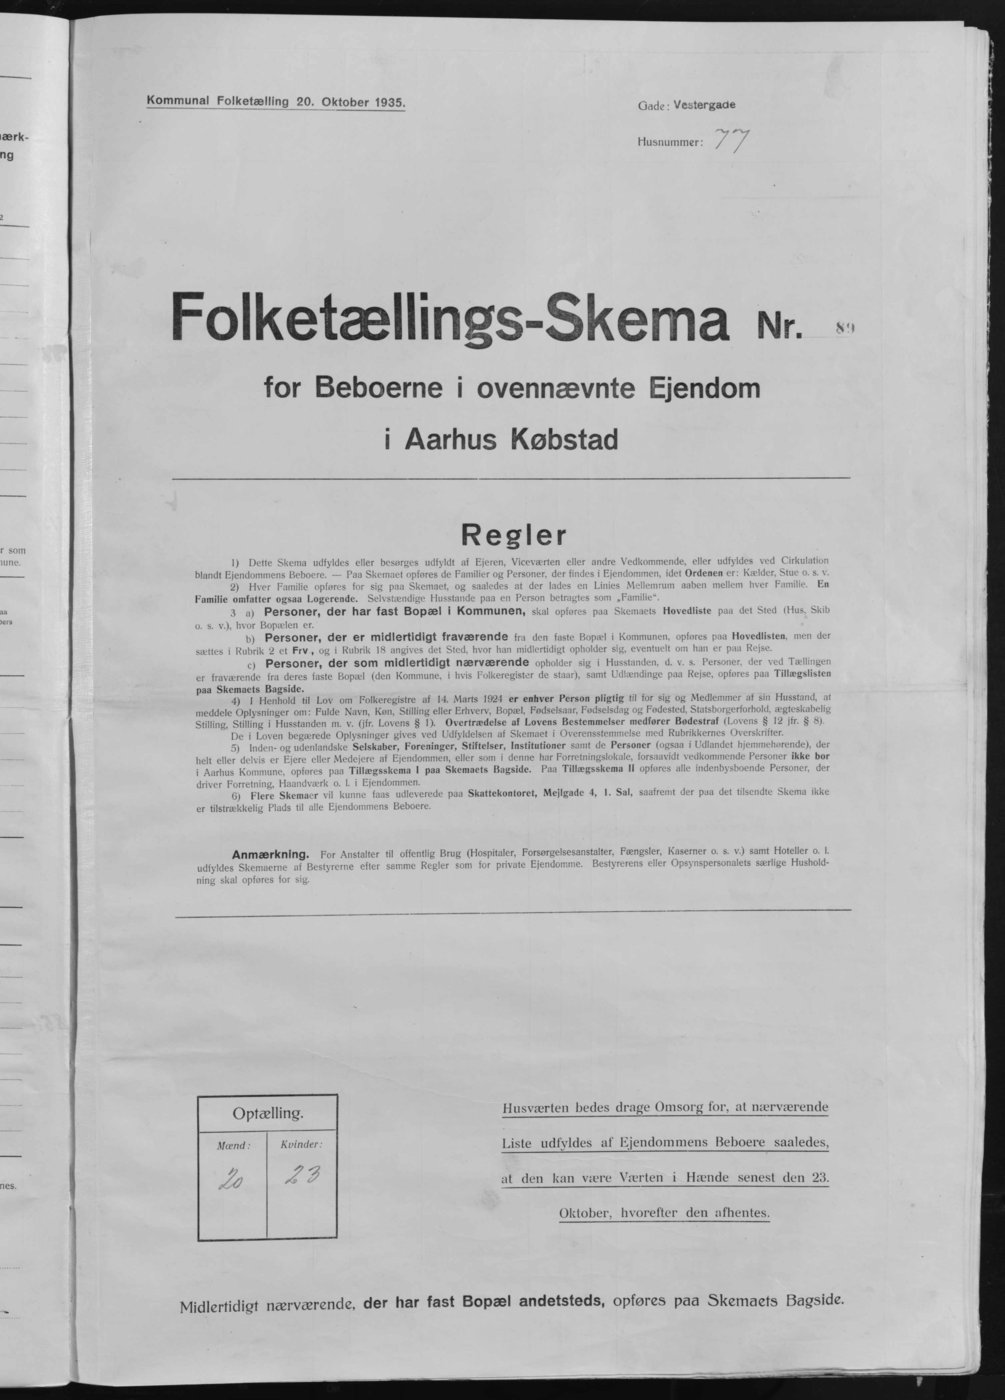 Kommunal Folketælling 20. Oktober 1935.
Gade: Vestergade
Husnummer: 77
Folketællings-Skema Nr. 89
for Beboerne i ovennævnte Ejendom
i Aarhus Købstad
Regler
1) Dette Skema udfyldes eller besørges udfyldt af Ejeren, Viceværten eller andre Vedkommende, eller udfyldes ved Cirkulation
blandt Ejendommens Beboere. — Paa Skemaet opføres de Familier og Personer, der findes i Ejendommen, idet Ordenen er: Kælder, Stue o. s. v.
2) Hver Familie opføres for sig paa Skemaet, og saaledes at der lades en Linies Mellemrum aaben mellem hver Familie. En
Familie omfatter ogsaa Logerende. Selvstændige Husstande paa en Person betragtes som „Familie“.
3 a) Personer, der har fast Bopæl i Kommunen, skal opføres paa Skemaets Hovedliste paa det Sted (Hus, Skib
o. s. v.), hvor Bopælen er.
b) Personer, der er midlertidigt fraværende fra den faste Bopæl i Kommunen, opføres paa Hovedlisten, men der
sættes i Rubrik 2 et Frv., og i Rubrik 18 angives det Sted, hvor han midlertidigt opholder sig, eventuelt om han er paa Rejse.
c) Personer, der som midlertidigt nærværende opholder sig i Husstanden, d. v. s. Personer, der ved Tællingen
er fraværende fra deres faste Bopæl (den Kommune, i hvis Folkeregister de staar), samt Udlændinge paa Rejse, opføres paa Tillægslisten
paa Skemaets Bagside.
4) I Henhold til Lov om Folkeregistre af 14. Marts 1924 er enhver Person pligtig til for sig og Medlemmer af sin Husstand, at
meddele Oplysninger om: Fulde Navn, Køn, Stilling eller Erhverv, Bopæl, Fødselsaar, Fødselsdag og Fødested, Statsborgerforhold, ægteskabelig
Stilling, Stilling i Husstanden m. v. (jfr. Lovens § 1). Overtrædelse af Lovens Bestemmelser medfører Bødestraf (Lovens § 12 jfr. § 8).
De i Loven begærede Oplysninger gives ved Udfyldelsen af Skemaet i Overensstemmelse med Rubrikkernes Overskrifter.
5) Inden- og udenlandske Selskaber, Foreninger, Stiftelser, Institutioner samt de Personer (ogsaa i Udlandet hjemmehørende), der
helt eller delvis er Ejere eller Medejere af Ejendommen, eller som i denne har Forretningslokale, forsaavidt vedkommende Personer ikke bor
i Aarhus Kommune, opføres paa Tillægsskema I paa Skemaets Bagside. Paa Tillægsskema II opføres alle indenbysboende Personer, der
driver Forretning, Haandværk o. l. i Ejendommen.
6) Flere Skemaer vil kunne faas udleverede paa Skattekontoret, Mejlgade 4, 1. Sal, saafremt der paa det tilsendte Skema ikke
er tilstrækkelig Plads til alle Ejendommens Beboere.
Anmærkning. For Anstalter til offentlig Brug (Hospitaler, Forsørgelsesanstalter, Fængsler, Kaserner o. s. v.) samt Hoteller o. l.
udfyldes Skemaerne af Bestyrerne efter samme Regler som for private Ejendomme. Bestyrerens eller Opsynspersonalets særlige Hushold-
ning skal opføres for sig.
Optælling.
Mænd: Kvinder:
20 23
Husværten bedes drage Omsorg for, at nærværende
Liste udfyldes af Ejendommens Beboere saaledes,
at den kan være Værten i Hænde senest den 23.
Oktober, hvorefter den afhentes.
Midlertidigt nærværende, der har fast Bopæl andetsteds, opføres paa Skemaets Bagside.